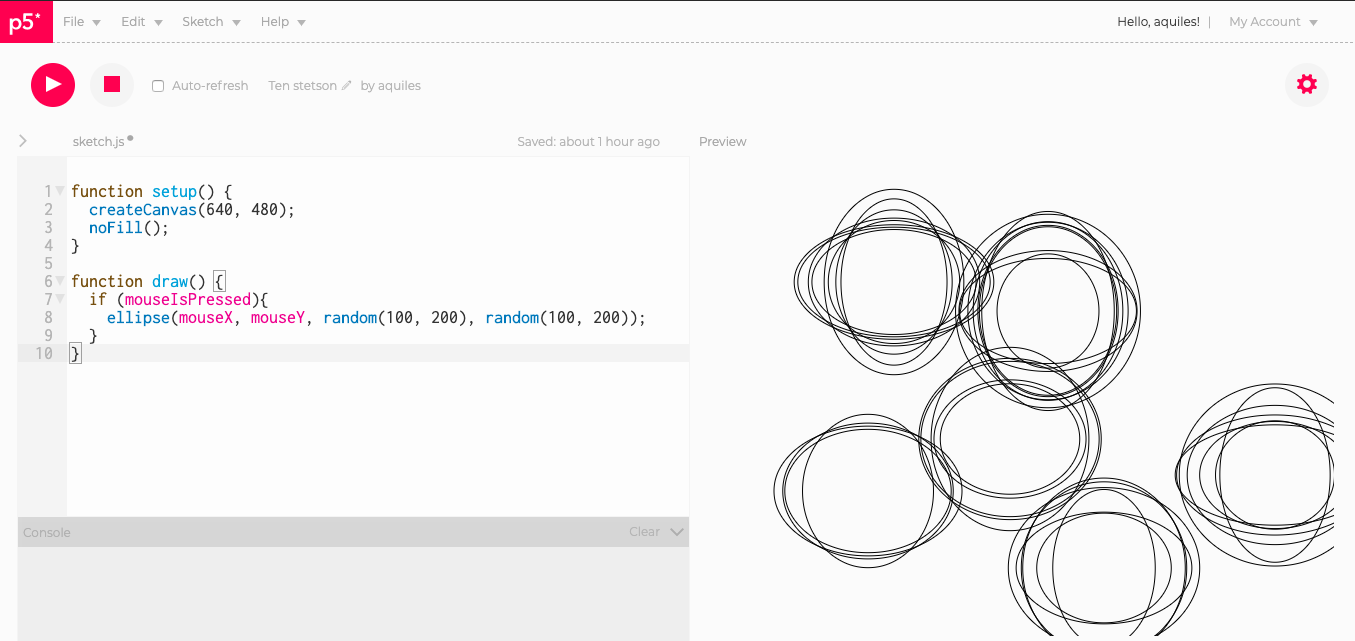 p5* File Edit Sketch Help Hello, aquiles! | My Account
Auto-refresh Ten stetson by aquiles
sketch.js Saved: about 1 hour ago Preview
1 function setup() {
2   createCanvas(640, 480);
3   noFill();
4 }
5
6 function draw() {
7   if (mouseIsPressed){
8     ellipse(mouseX, mouseY, random(100, 200), random(100, 200));
9   }
10 }
Console Clear